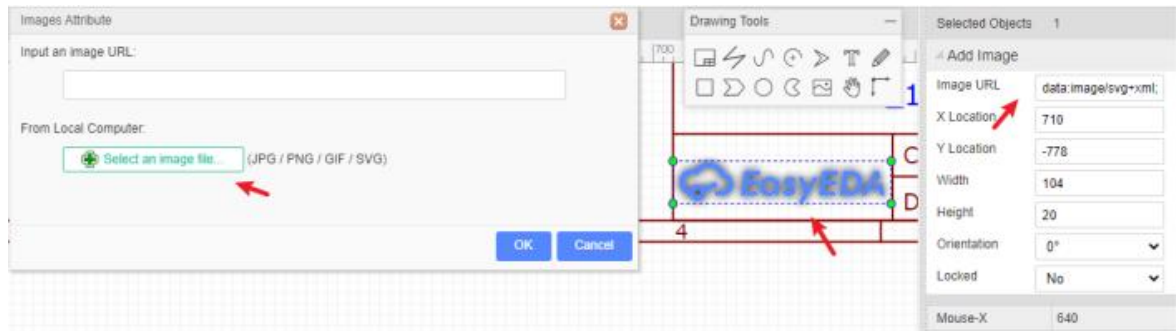 Images Attribute
Input an image URL:
From Local Computer:
Select an image file...
(JPG / PNG / GIF / SVG)
OK
Cancel
700
Drawing Tools
T
1
C
EasyEDA
D
4
Selected Objects 1
Add Image
Image URL data:image/svg+xml;
X Location 710
Y Location -778
Width 104
Height 20
Orientation 0°
Locked No
Mouse-X 640